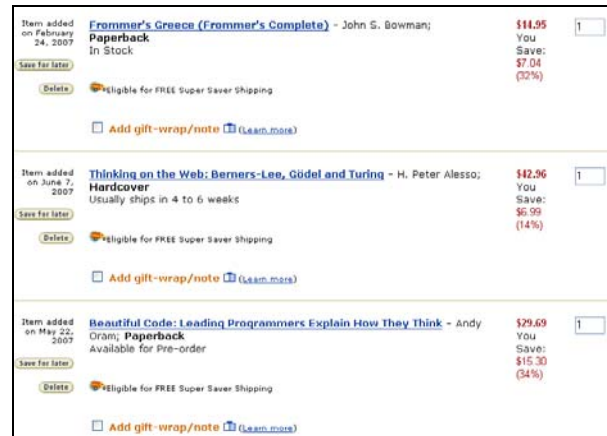 Item added
on February
24, 2007
Save for later
Delete
Frommer's Greece (Frommer's Complete) - John S. Bowman;
Paperback
In Stock
Eligible for FREE Super Saver Shipping
Add gift-wrap/note (Learn more)
$14.95
You
Save:
$7.04
(32%)
1
Item added
on June 7,
2007
Save for later
Delete
Thinking on the Web: Berners-Lee, Gödel and Turing - H. Peter Alesso;
Hardcover
Usually ships in 4 to 6 weeks
Eligible for FREE Super Saver Shipping
Add gift-wrap/note (Learn more)
$42.96
You
Save:
$6.99
(14%)
1
Item added
on May 22,
2007
Save for later
Delete
Beautiful Code: Leading Programmers Explain How They Think - Andy
Oram; Paperback
Available for Pre-order
Eligible for FREE Super Saver Shipping
Add gift-wrap/note (Learn more)
$29.69
You
Save:
$15.30
(34%)
1